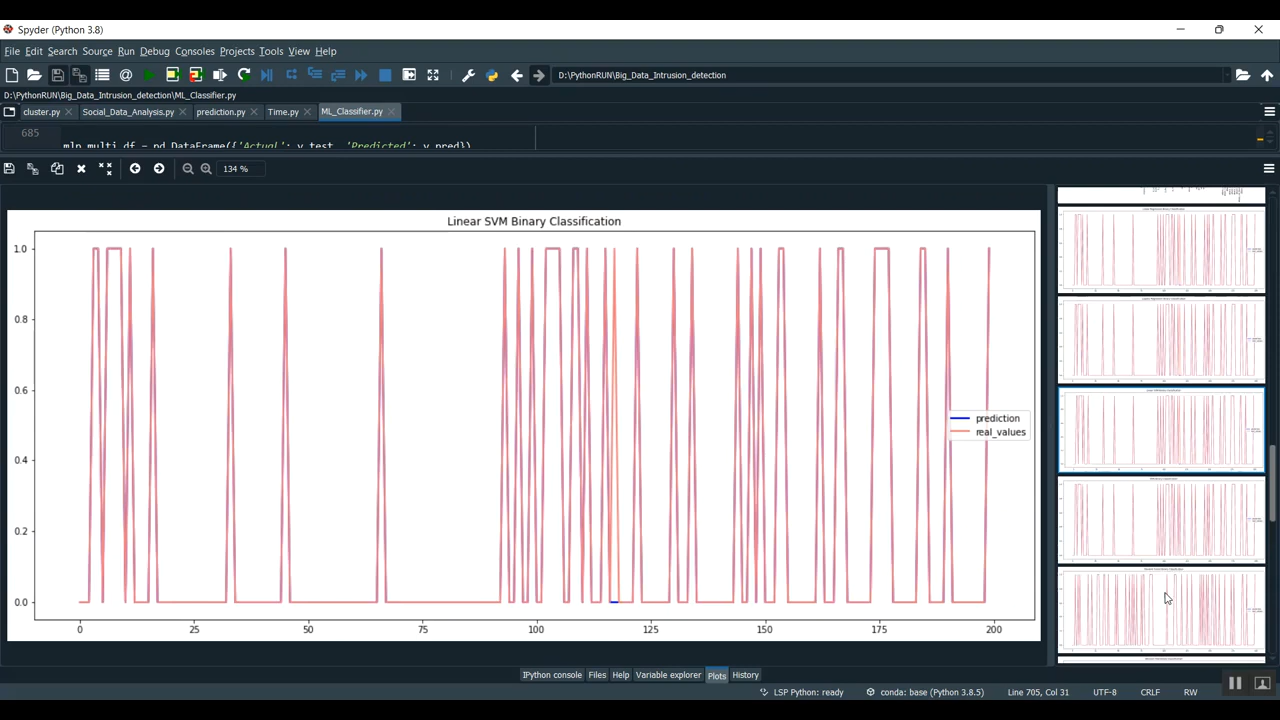 Spyder (Python 3.8)
File Edit Search Source Run Debug Consoles Projects Tools View Help
D:\PythonRUN\Big_Data_Intrusion_detection
D:\PythonRUN\Big_Data_Intrusion_detection\ML_Classifier.py
cluster.py Social_Data_Analysis.py prediction.py Time.py ML_Classifier.py
685
mlp_multi_df = pd.DataFrame({'Actual': y_test, 'Predicted': y_pred})
134 %
Linear SVM Binary Classification
1.0
0.8
0.6
0.4
0.2
0.0
prediction
real_values
0 25 50 75 100 125 150 175 200
IPython console Files Help Variable explorer Plots History
LSP Python: ready conda: base (Python 3.8.5) Line 705, Col 31 UTF-8 CRLF RW